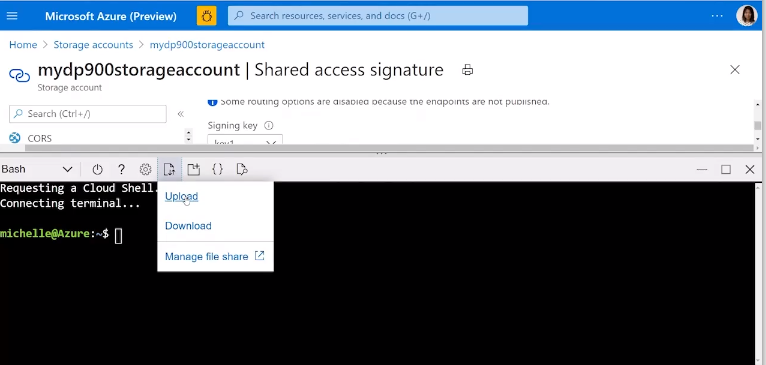 Microsoft Azure (Preview)
Search resources, services, and docs (G+/)
Home > Storage accounts > mydp900storageaccount
mydp900storageaccount | Shared access signature
Storage account
Search (Ctrl+/)
«
CORS
Some routing options are disabled because the endpoints are not published.
Signing key
key1
Bash
?
{}
Requesting a Cloud Shell.
Connecting terminal...
michelle@Azure:~$
Upload
Download
Manage file share